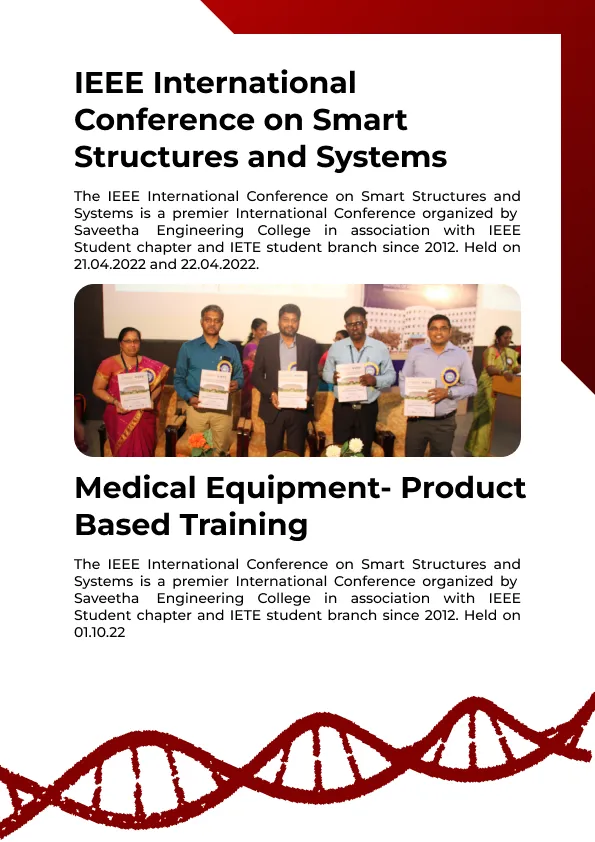 IEEE International
Conference on Smart
Structures and Systems
The IEEE International Conference on Smart Structures and
Systems is a premier International Conference organized by
Saveetha Engineering College in association with IEEE
Student chapter and IETE student branch since 2012. Held on
21.04.2022 and 22.04.2022.
Medical Equipment- Product
Based Training
The IEEE International Conference on Smart Structures and
Systems is a premier International Conference organized by
Saveetha Engineering College in association with IEEE
Student chapter and IETE student branch since 2012. Held on
01.10.22